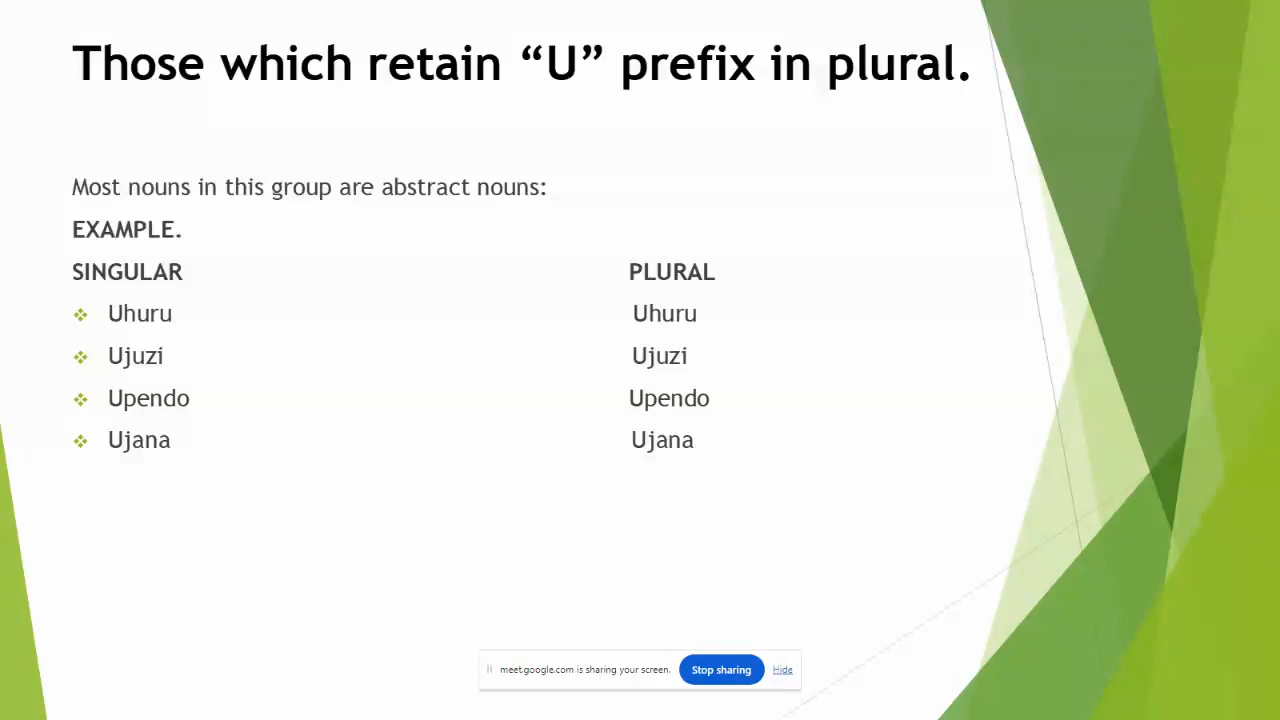 Those which retain “U” prefix in plural.
Most nouns in this group are abstract nouns:
EXAMPLE.
SINGULAR PLURAL
Uhuru Uhuru
Ujuzi Ujuzi
Upendo Upendo
Ujana Ujana
meet.google.com is sharing your screen. Stop sharing Hide